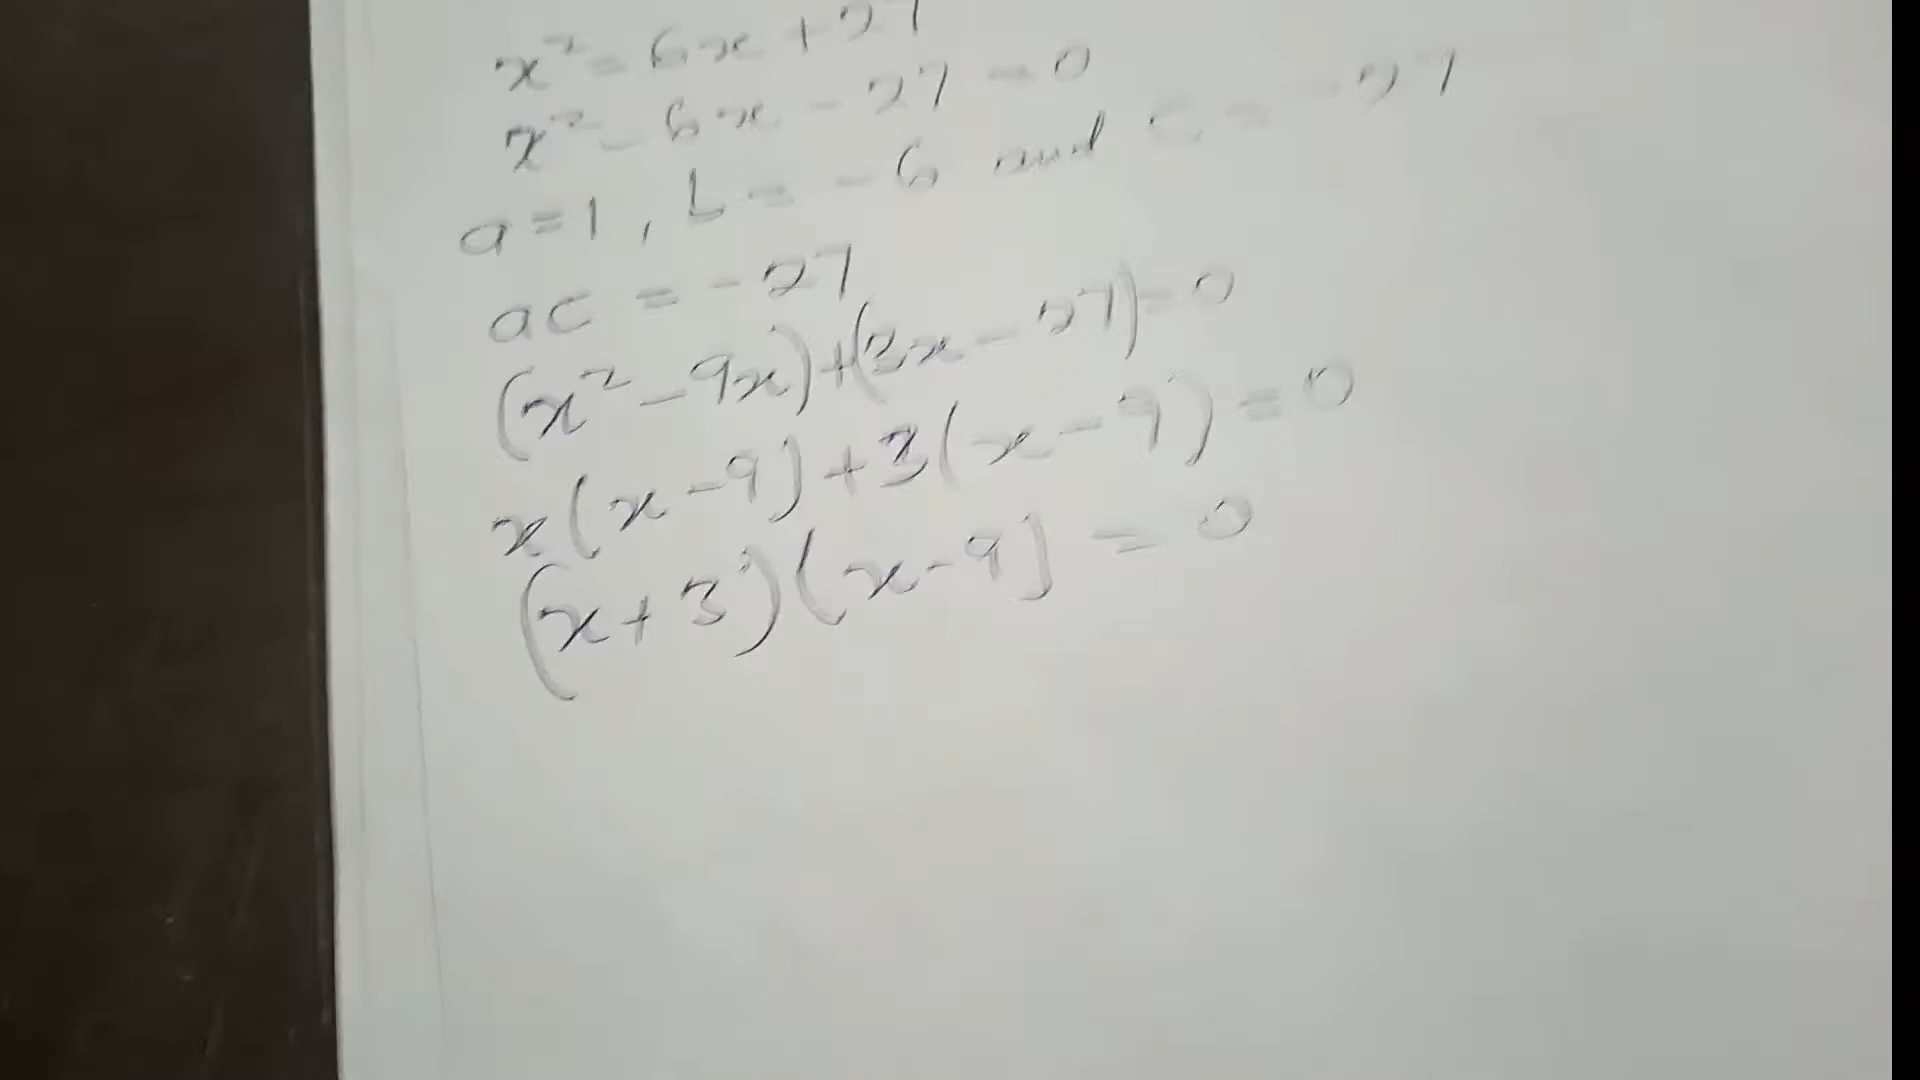 x² = 6x + 27
x² - 6x - 27 = 0
a = 1, b = -6 and c = -27
ac = -27
(x² - 9x) + (3x - 27) = 0
x(x - 9) + 3(x - 9) = 0
(x + 3)(x - 9) = 0